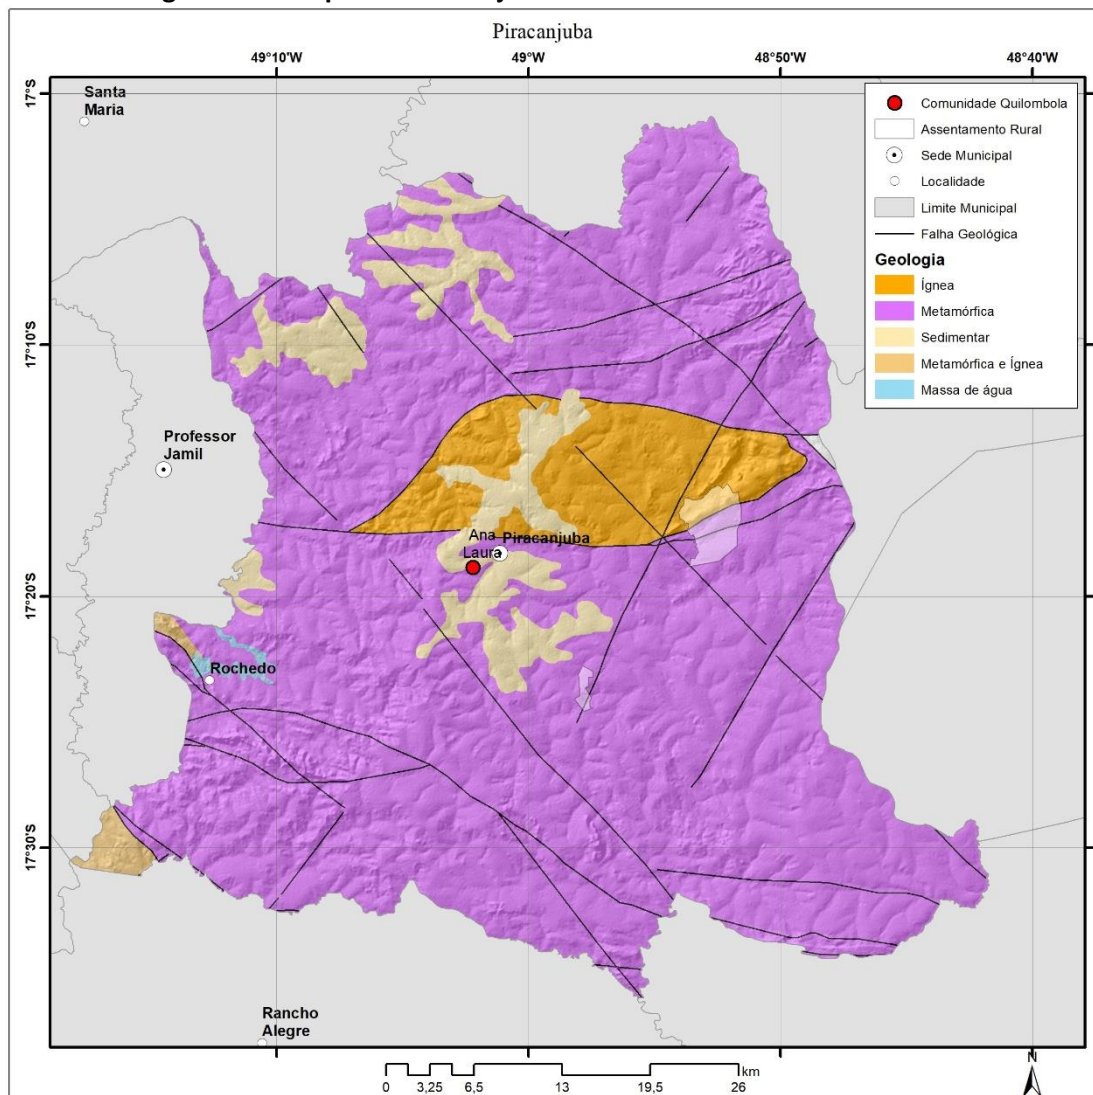 Piracanjuba
49°10'W
49°W
48°50'W
48°40'W
17°S
17°10'S
17°20'S
17°30'S
Santa
Maria
Professor
Jamil
Ana
Laura
Piracanjuba
Rochedo
Rancho
Alegre
Comunidade Quilombola
Assentamento Rural
Sede Municipal
Localidade
Limite Municipal
Falha Geológica
Geologia
Ígnea
Metamórfica
Sedimentar
Metamórfica e Ígnea
Massa de água
km
0 3,25 6,5 13 19,5 26
N